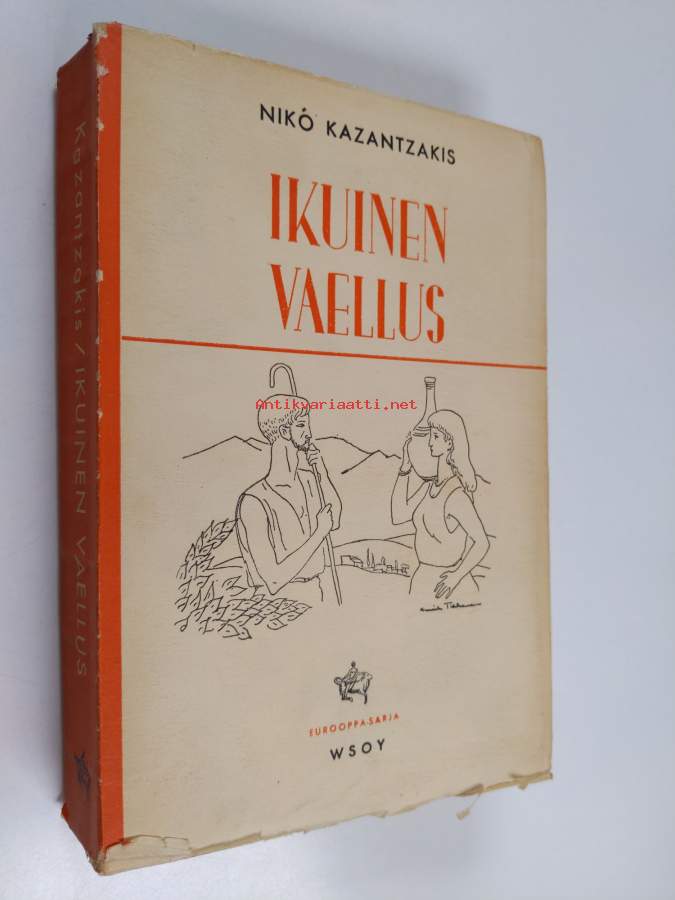 NIKÓ KAZANTZAKIS
IKUINEN
VAELLUS
Antikvariaatti.net
EUROOPPA-SARJA
WSOY
Kazantzakis / IKUINEN VAELLUS